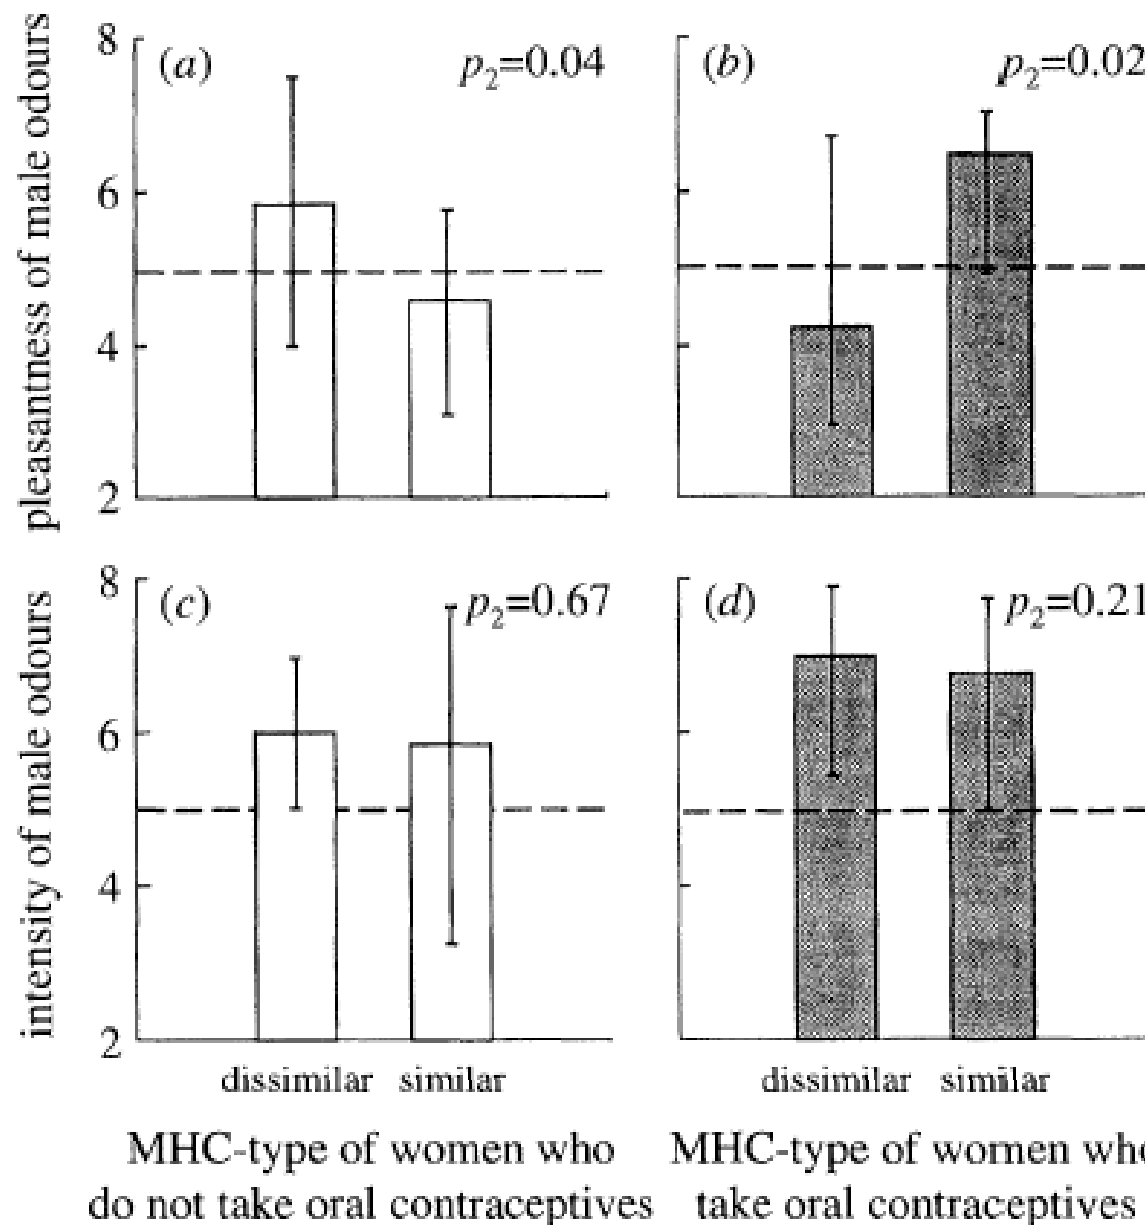 pleasantness of male odours
8
6
4
2
(a)
p2=0.04
(b)
p2=0.02
intensity of male odours
8
6
4
2
(c)
p2=0.67
(d)
p2=0.21
dissimilar similar
dissimilar similar
MHC-type of women who
do not take oral contraceptives
MHC-type of women who
take oral contraceptives